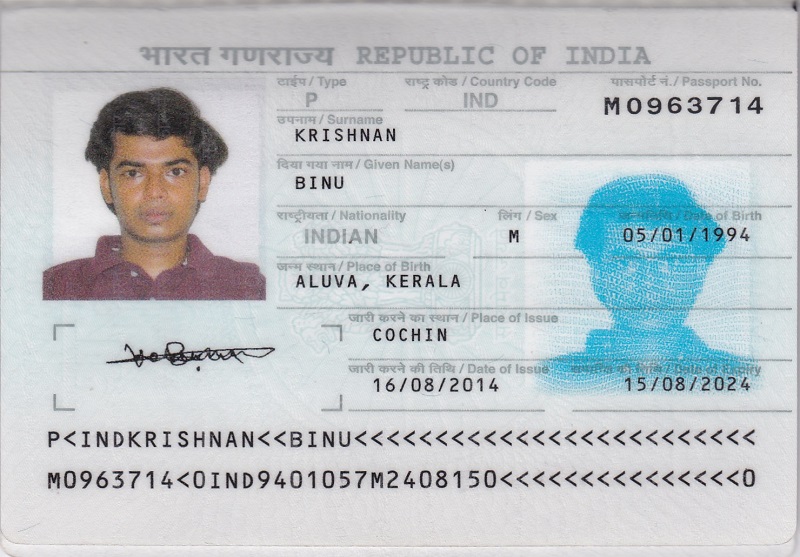 भारत गणराज्य REPUBLIC OF INDIA
टाईप / Type राष्ट्र कोड / Country Code पासपोर्ट नं. / Passport No.
P IND M0963714
उपनाम / Surname
KRISHNAN
दिया गया नाम / Given Name(s)
BINU
राष्ट्रीयता / Nationality लिंग / Sex जन्मतिथि / Date of Birth
INDIAN M 05/01/1994
जन्म स्थान / Place of Birth
ALUVA, KERALA
जारी करने का स्थान / Place of Issue
COCHIN
जारी करने की तिथि / Date of Issue समाप्ति की तिथि / Date of Expiry
16/08/2014 15/08/2024
P<INDKRISHNAN<<BINU<<<<<<<<<<<<<<<<<<<<<<<<<
M0963714<0IND9401057M2408150<<<<<<<<<<<<<<<0